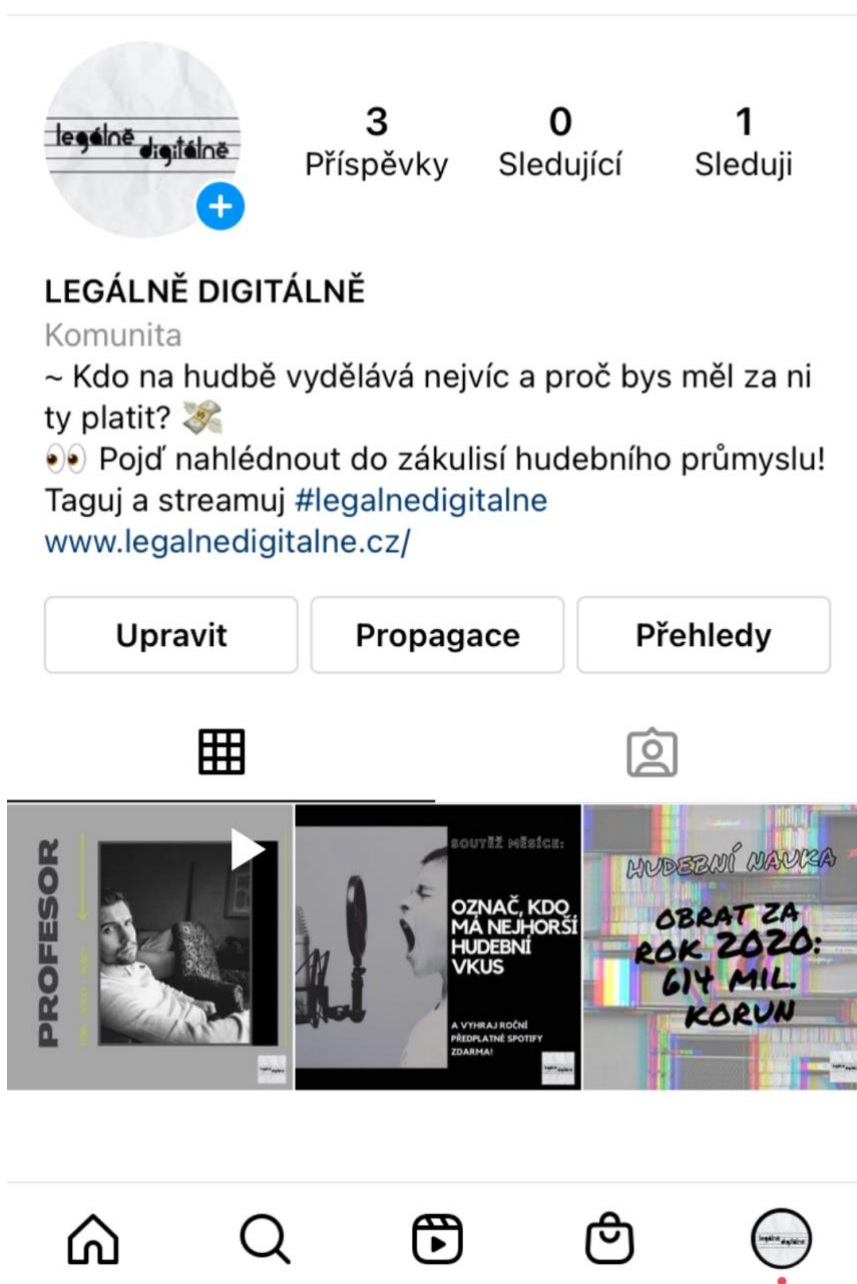 legálně digitálně
3
Příspěvky
0
Sledující
1
Sleduji
LEGÁLNĚ DIGITÁLNĚ
Komunita
~ Kdo na hudbě vydělává nejvíc a proč bys měl za ni
ty platit? 💸
👀 Pojď nahlédnout do zákulisí hudebního průmyslu!
Taguj a streamuj #legalnedigitalne
www.legalnedigitalne.cz/
Upravit
Propagace
Přehledy
PROFESOR
SOUTĚŽ MĚSÍCE:
OZNAČ, KDO
MÁ NEJHORŠÍ
HUDEBNÍ
VKUS
A VYHRAJ ROČNÍ
PŘEDPLATNÉ SPOTIFY
ZDARMA!
HUDEBNÍ NAUKA
OBRAT ZA
ROK 2020:
614 MIL.
KORUN